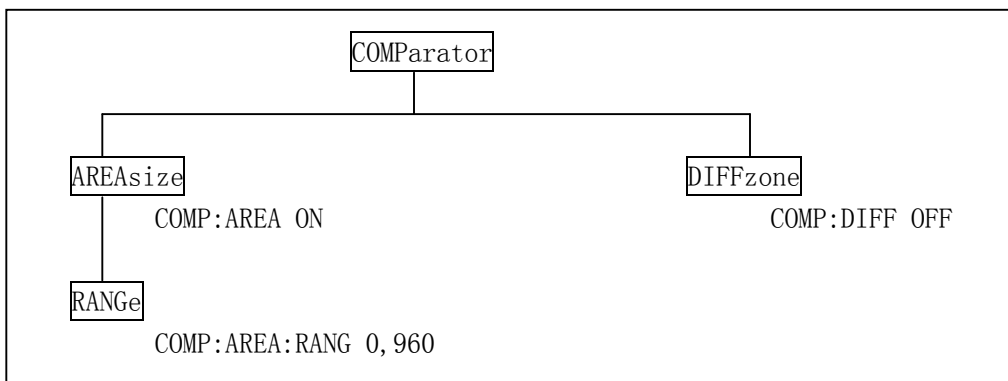 COMParator
AREAsize
DIFFzone
COMP:AREA ON
COMP:DIFF OFF
RANGe
COMP:AREA:RANG 0,960